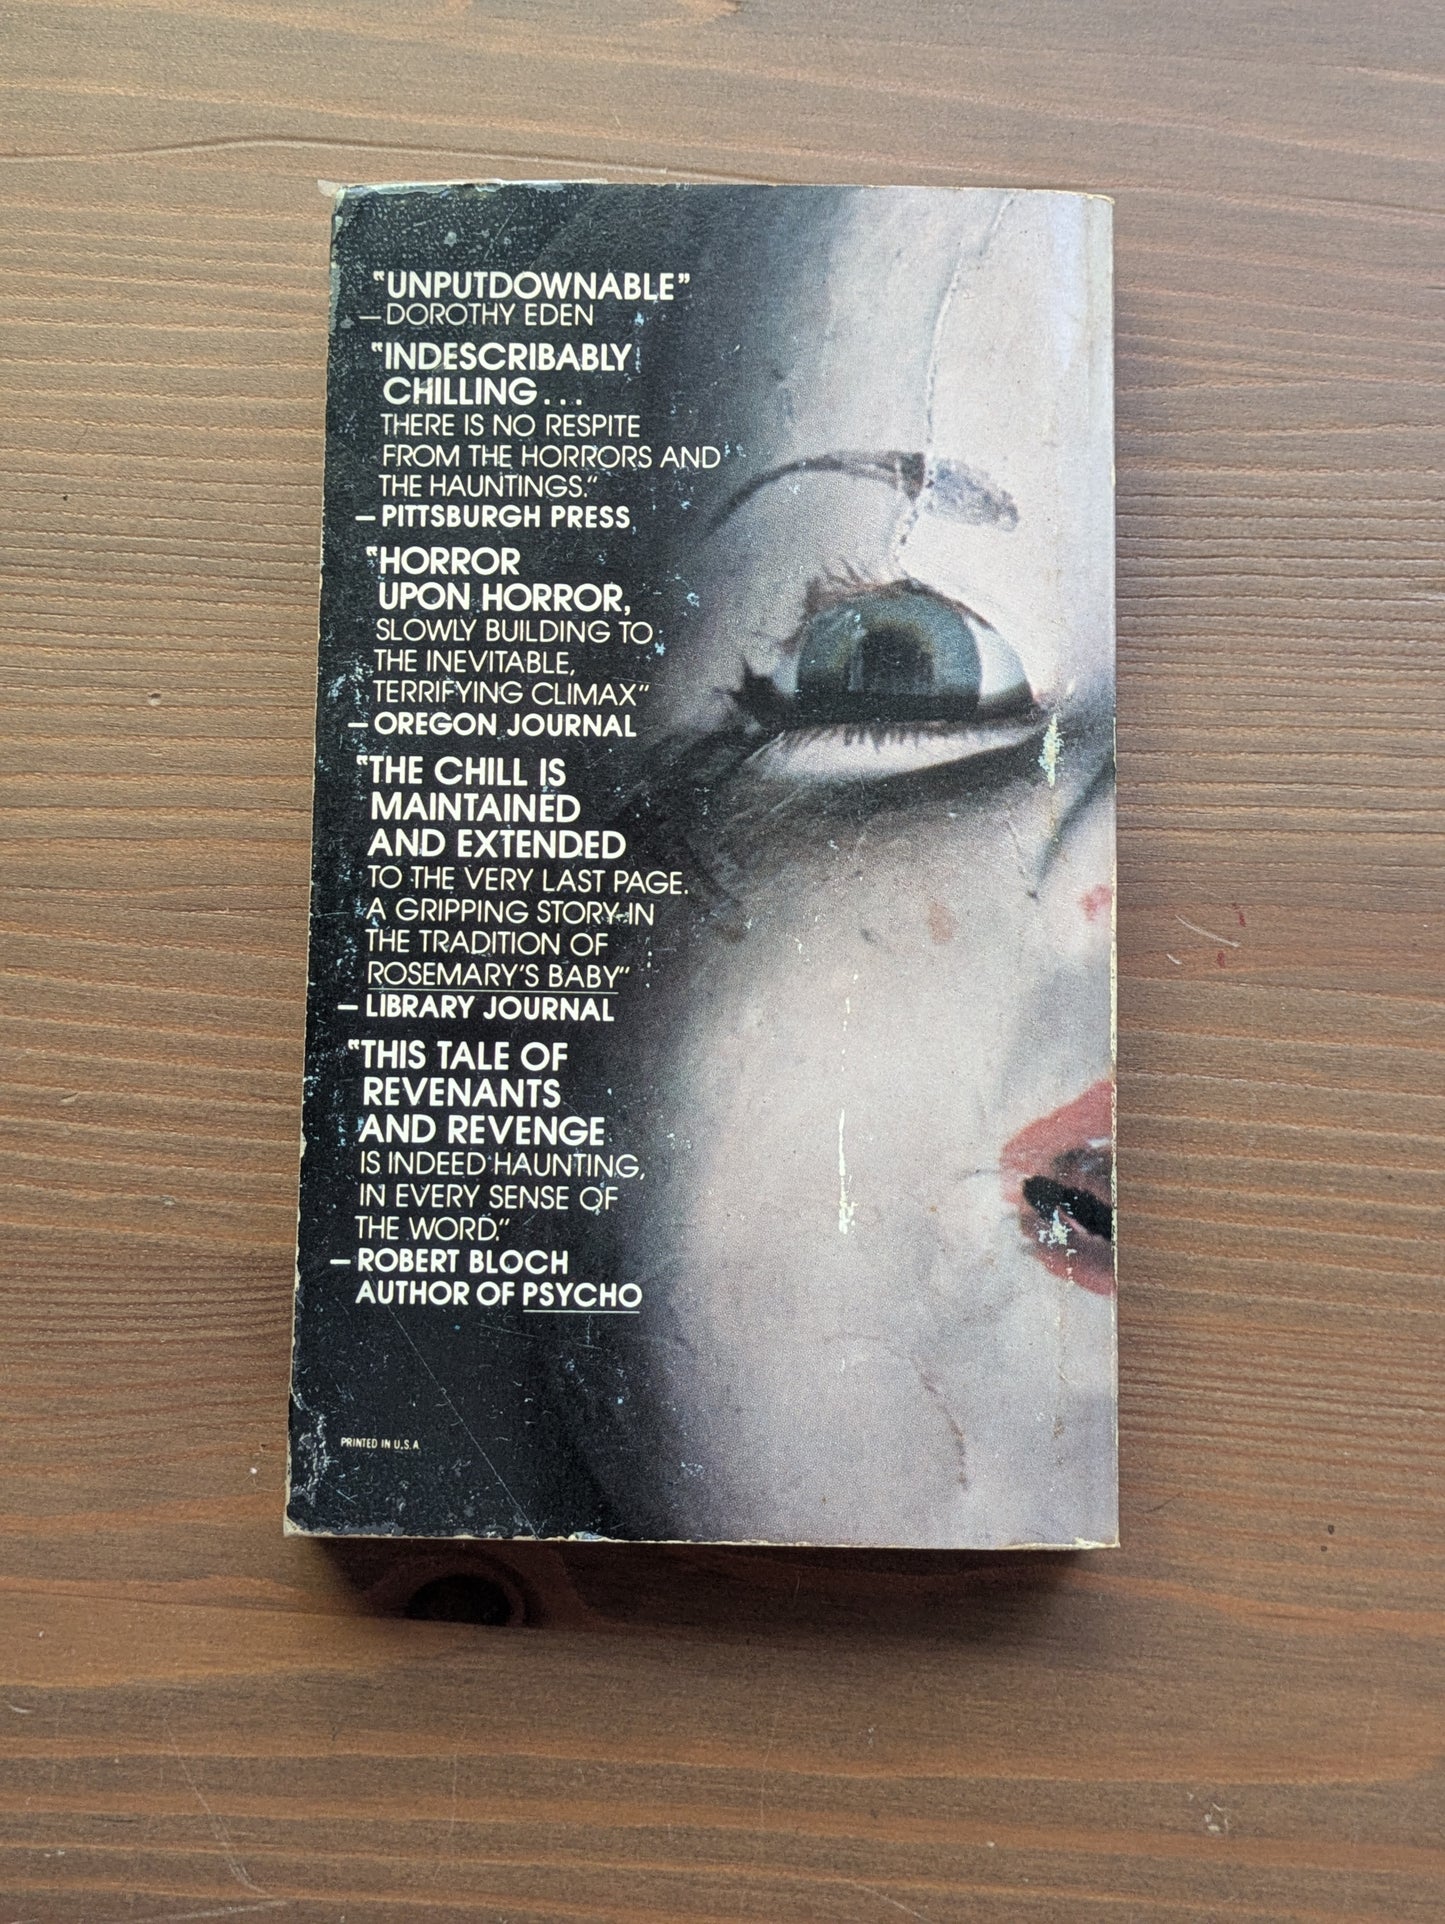 "UNPUTDOWNABLE"
—DOROTHY EDEN
"INDESCRIBABLY
CHILLING...
THERE IS NO RESPITE
FROM THE HORRORS AND
THE HAUNTINGS."
—PITTSBURGH PRESS
"HORROR
UPON HORROR,
SLOWLY BUILDING TO
THE INEVITABLE,
TERRIFYING CLIMAX"
—OREGON JOURNAL
"THE CHILL IS
MAINTAINED
AND EXTENDED
TO THE VERY LAST PAGE.
A GRIPPING STORY IN
THE TRADITION OF
ROSEMARY'S BABY"
—LIBRARY JOURNAL
"THIS TALE OF
REVENANTS
AND REVENGE
IS INDEED HAUNTING,
IN EVERY SENSE OF
THE WORD."
—ROBERT BLOCH
AUTHOR OF PSYCHO
PRINTED IN U.S.A.